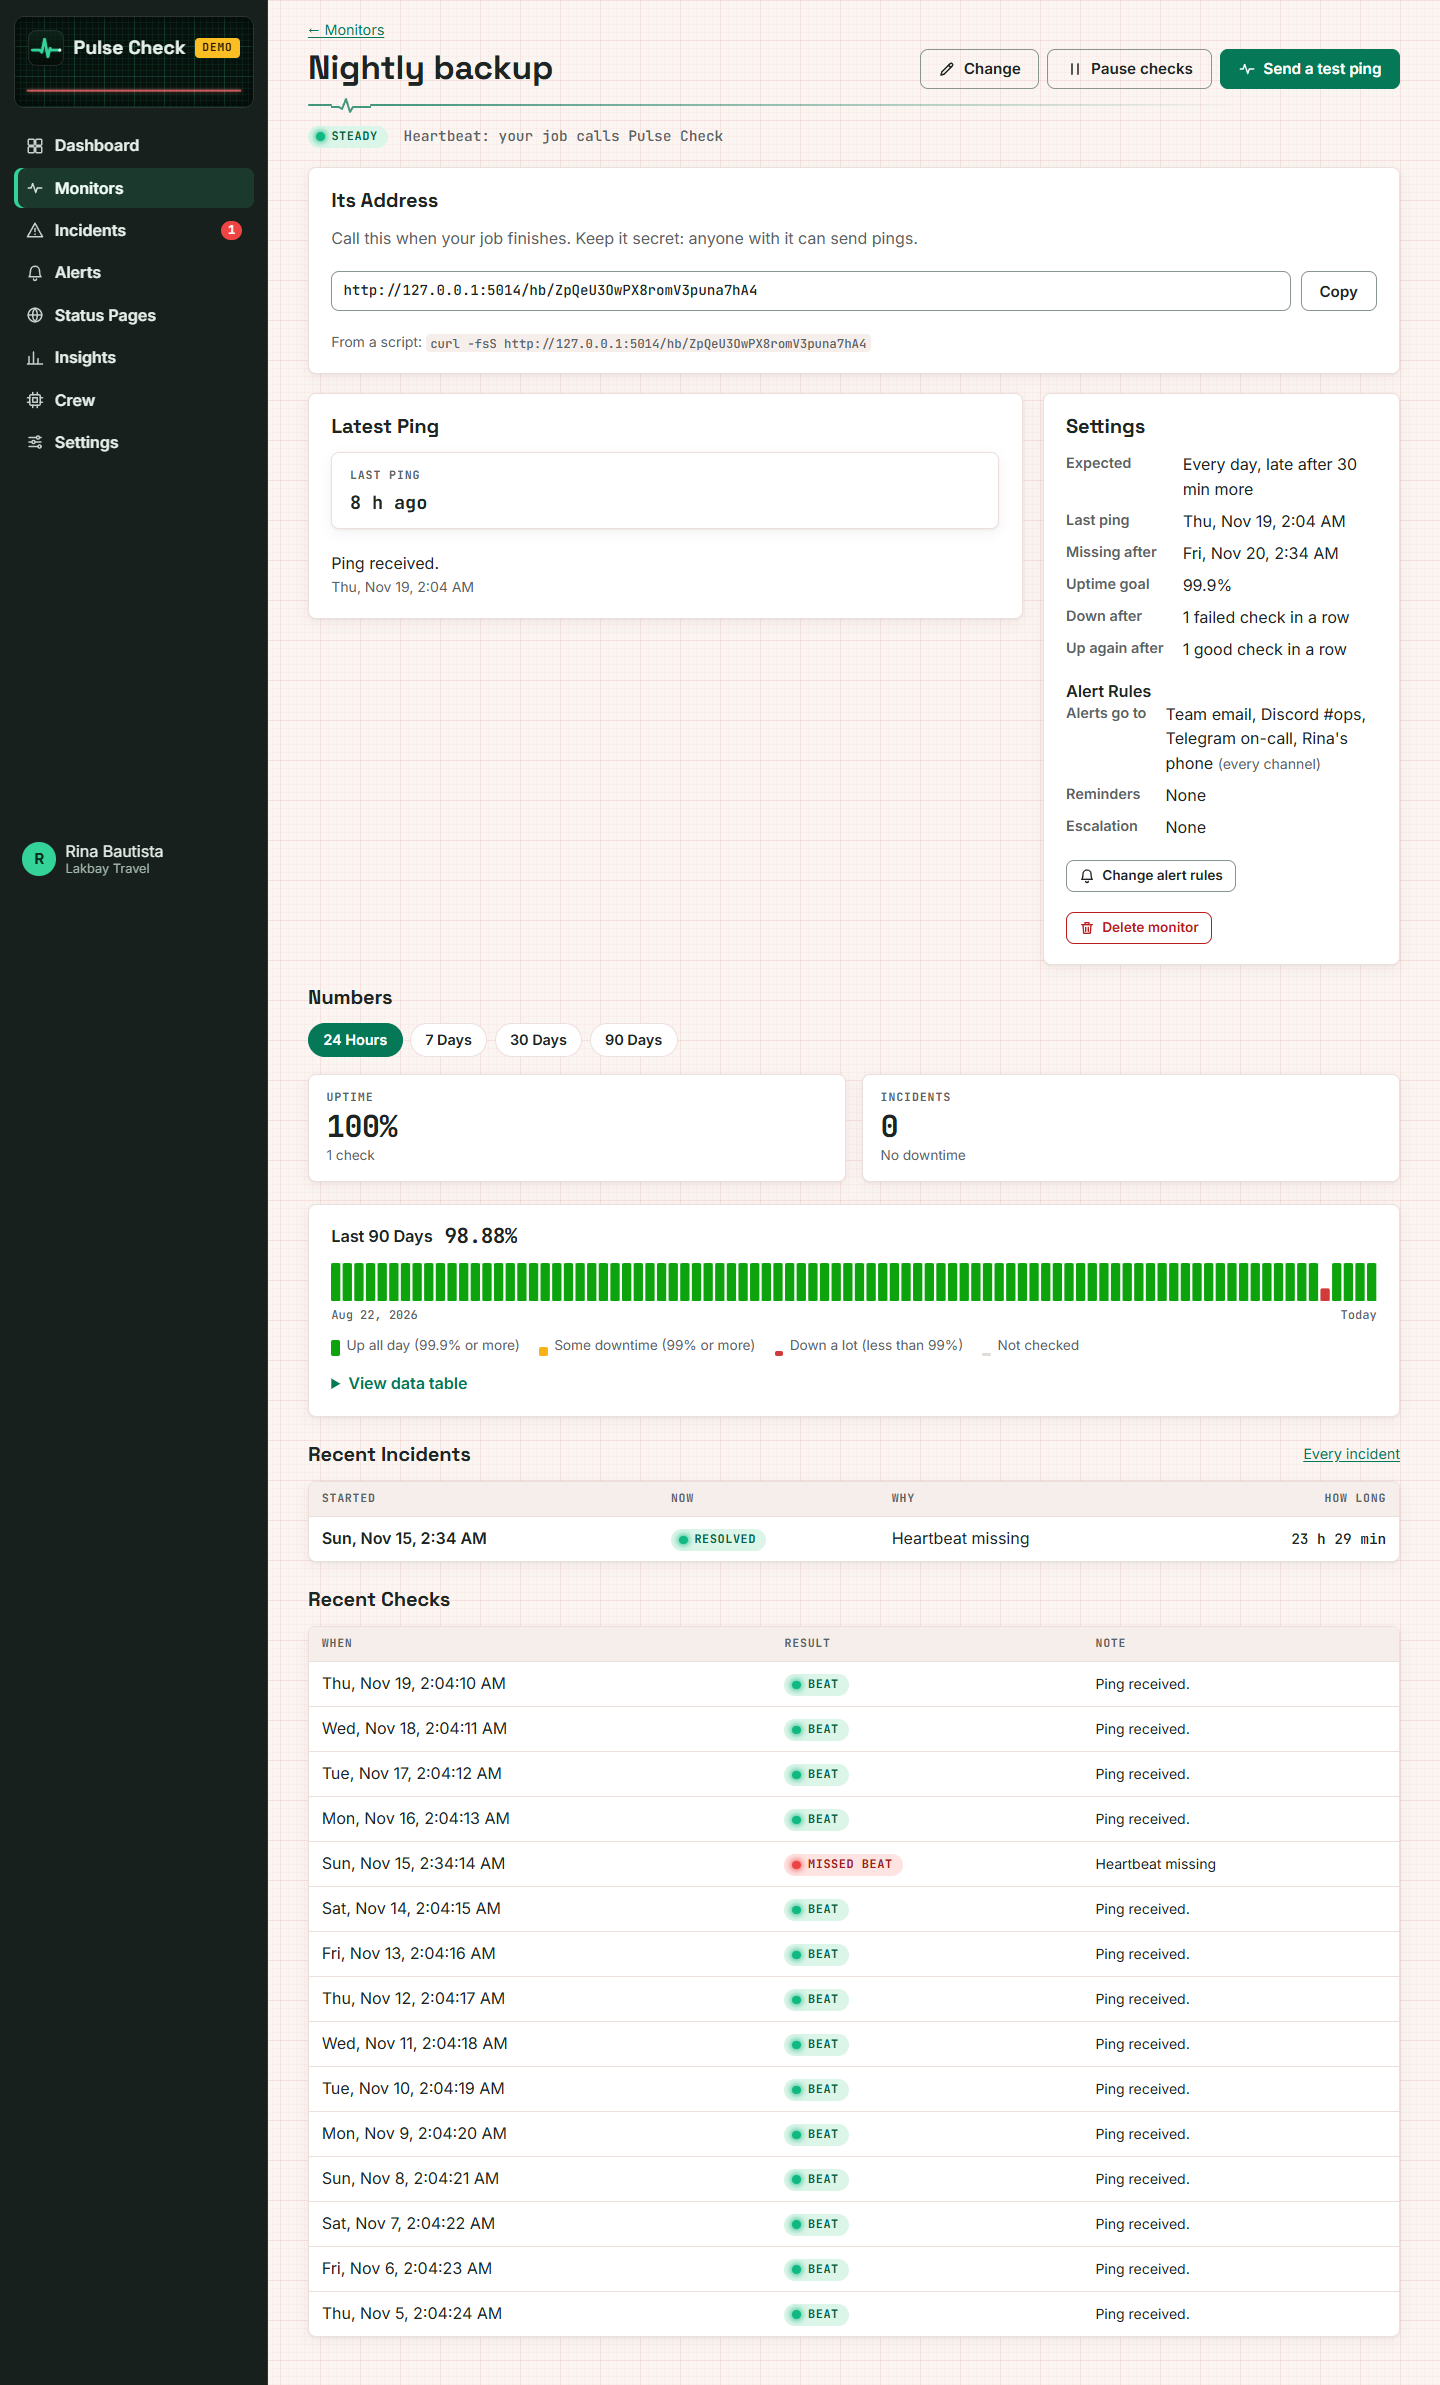 Pulse Check DEMO
Dashboard
Monitors
Incidents 1
Alerts
Status Pages
Insights
Crew
Settings
Rina Bautista
Lakbay Travel
← Monitors
Nightly backup
Change
Pause checks
Send a test ping
STEADY
Heartbeat: your job calls Pulse Check
Its Address
Call this when your job finishes. Keep it secret: anyone with it can send pings.
http://127.0.0.1:5014/hb/ZpQeU3OwPX8romV3puna7hA4
Copy
From a script: curl -fsS http://127.0.0.1:5014/hb/ZpQeU3OwPX8romV3puna7hA4
Latest Ping
LAST PING
8 h ago
Ping received.
Thu, Nov 19, 2:04 AM
Settings
Expected Every day, late after 30
min more
Last ping Thu, Nov 19, 2:04 AM
Missing after Fri, Nov 20, 2:34 AM
Uptime goal 99.9%
Down after 1 failed check in a row
Up again after 1 good check in a row
Alert Rules
Alerts go to Team email, Discord #ops,
Telegram on-call, Rina's
phone (every channel)
Reminders None
Escalation None
Change alert rules
Delete monitor
Numbers
24 Hours
7 Days
30 Days
90 Days
UPTIME
100%
1 check
INCIDENTS
0
No downtime
Last 90 Days 98.88%
Aug 22, 2026 Today
Up all day (99.9% or more) Some downtime (99% or more) Down a lot (less than 99%) Not checked
▶ View data table
Recent Incidents
Every incident
STARTED NOW WHY HOW LONG
Sun, Nov 15, 2:34 AM RESOLVED Heartbeat missing 23 h 29 min
Recent Checks
WHEN RESULT NOTE
Thu, Nov 19, 2:04:10 AM BEAT Ping received.
Wed, Nov 18, 2:04:11 AM BEAT Ping received.
Tue, Nov 17, 2:04:12 AM BEAT Ping received.
Mon, Nov 16, 2:04:13 AM BEAT Ping received.
Sun, Nov 15, 2:34:14 AM MISSED BEAT Heartbeat missing
Sat, Nov 14, 2:04:15 AM BEAT Ping received.
Fri, Nov 13, 2:04:16 AM BEAT Ping received.
Thu, Nov 12, 2:04:17 AM BEAT Ping received.
Wed, Nov 11, 2:04:18 AM BEAT Ping received.
Tue, Nov 10, 2:04:19 AM BEAT Ping received.
Mon, Nov 9, 2:04:20 AM BEAT Ping received.
Sun, Nov 8, 2:04:21 AM BEAT Ping received.
Sat, Nov 7, 2:04:22 AM BEAT Ping received.
Fri, Nov 6, 2:04:23 AM BEAT Ping received.
Thu, Nov 5, 2:04:24 AM BEAT Ping received.
R